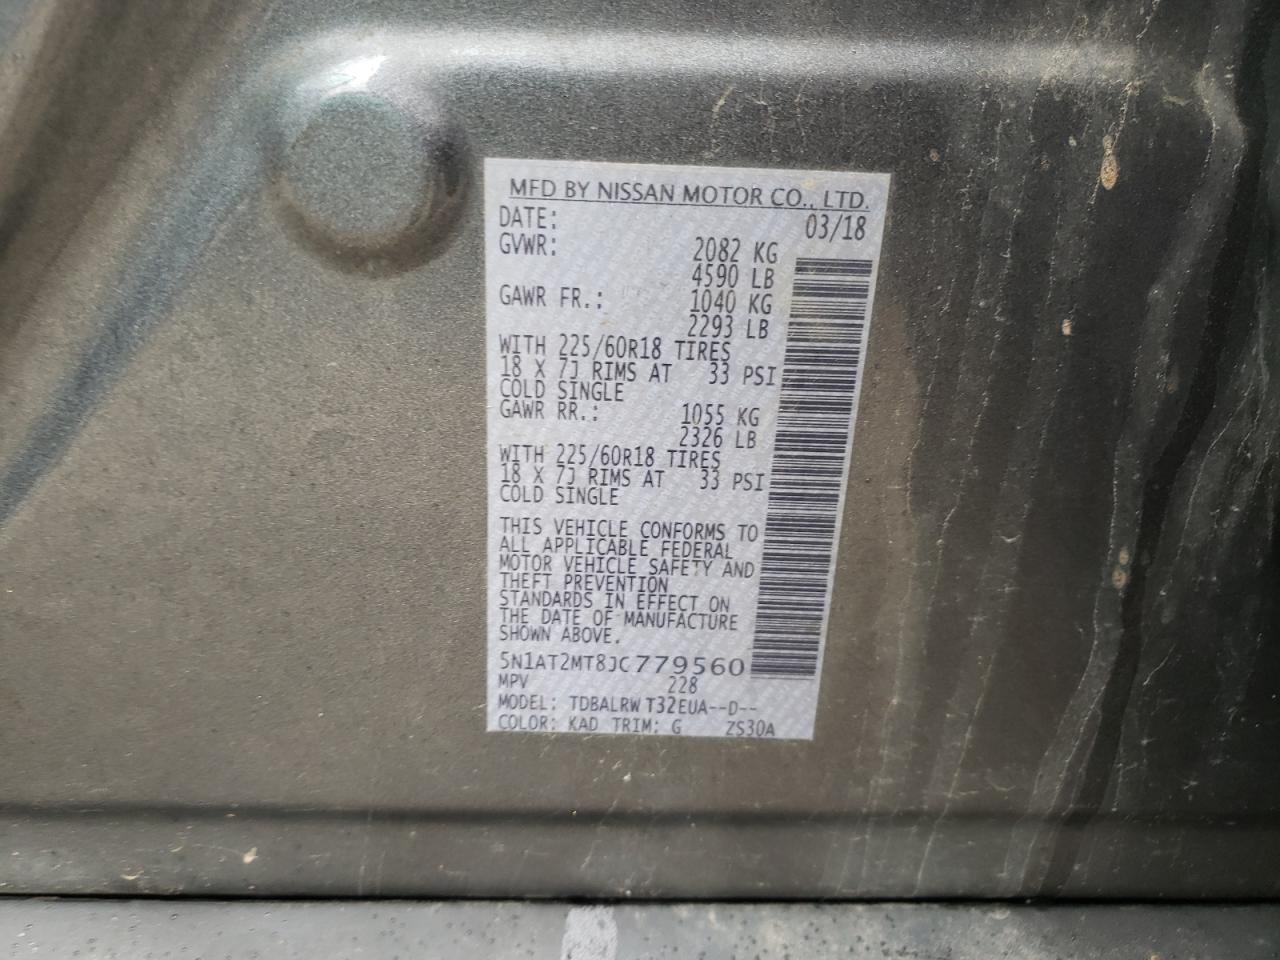 MFD BY NISSAN MOTOR CO., LTD.
DATE: 03/18
GVWR: 2082 KG
4590 LB
GAWR FR.: 1040 KG
2293 LB
WITH 225/60R18 TIRES
18 X 7J RIMS AT 33 PSI
COLD SINGLE
GAWR RR.: 1055 KG
2326 LB
WITH 225/60R18 TIRES
18 X 7J RIMS AT 33 PSI
COLD SINGLE
THIS VEHICLE CONFORMS TO
ALL APPLICABLE FEDERAL
MOTOR VEHICLE SAFETY AND
THEFT PREVENTION
STANDARDS IN EFFECT ON
THE DATE OF MANUFACTURE
SHOWN ABOVE.
5N1AT2MT8JC779560
MPV 228
MODEL: TDBALRW T32EUA--D--
COLOR: KAD TRIM: G ZS30A